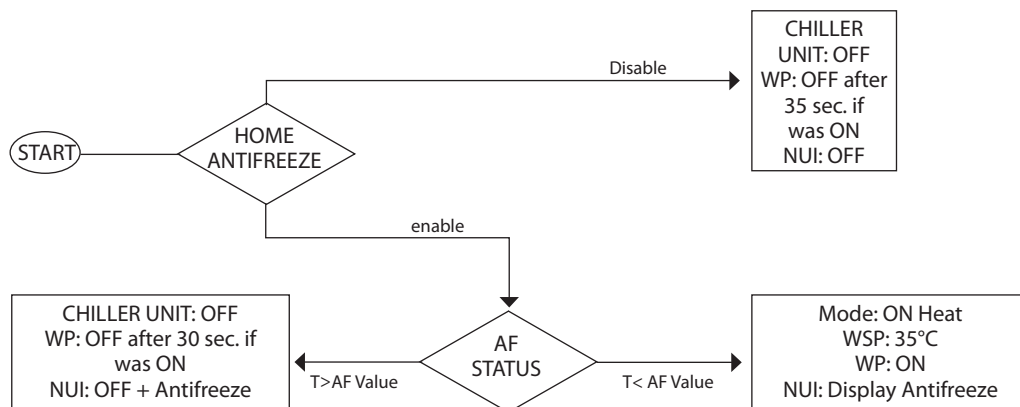 CHILLER
UNIT: OFF
WP: OFF after
35 sec. if
was ON
NUI: OFF
Disable
START
HOME
ANTIFREEZE
enable
CHILLER UNIT: OFF
WP: OFF after 30 sec. if
was ON
NUI: OFF + Antifreeze
T>AF Value
AF
STATUS
T< AF Value
Mode: ON Heat
WSP: 35°C
WP: ON
NUI: Display Antifreeze